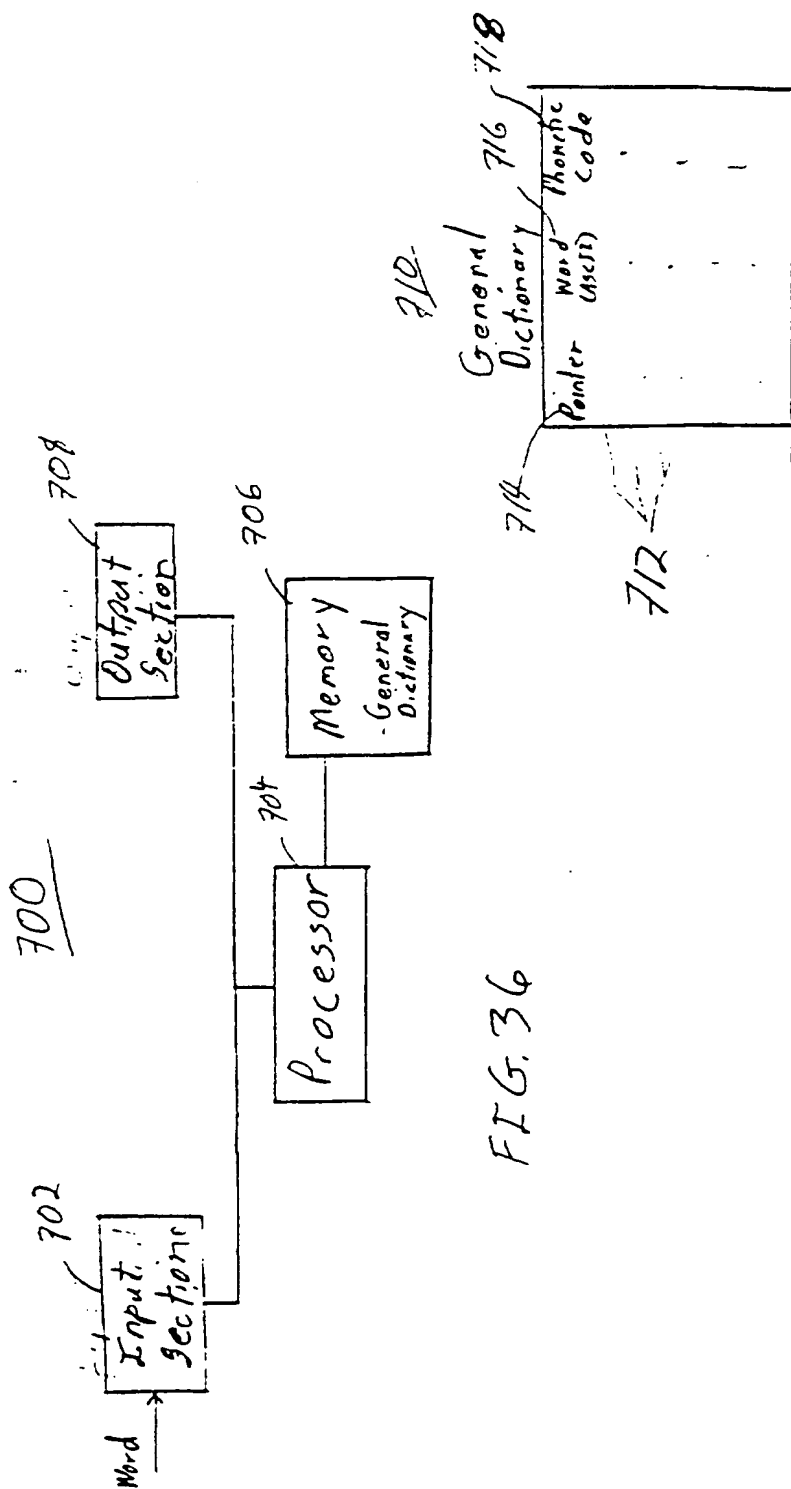 700
702
Word
Input
Sections
708
Output
Section
704
Processor
706
Memory
-General
Dictionary
FIG. 36
710
General
Dictionary
714
716
718
Pointer
Word
(ASCII)
Phonetic
Code
712